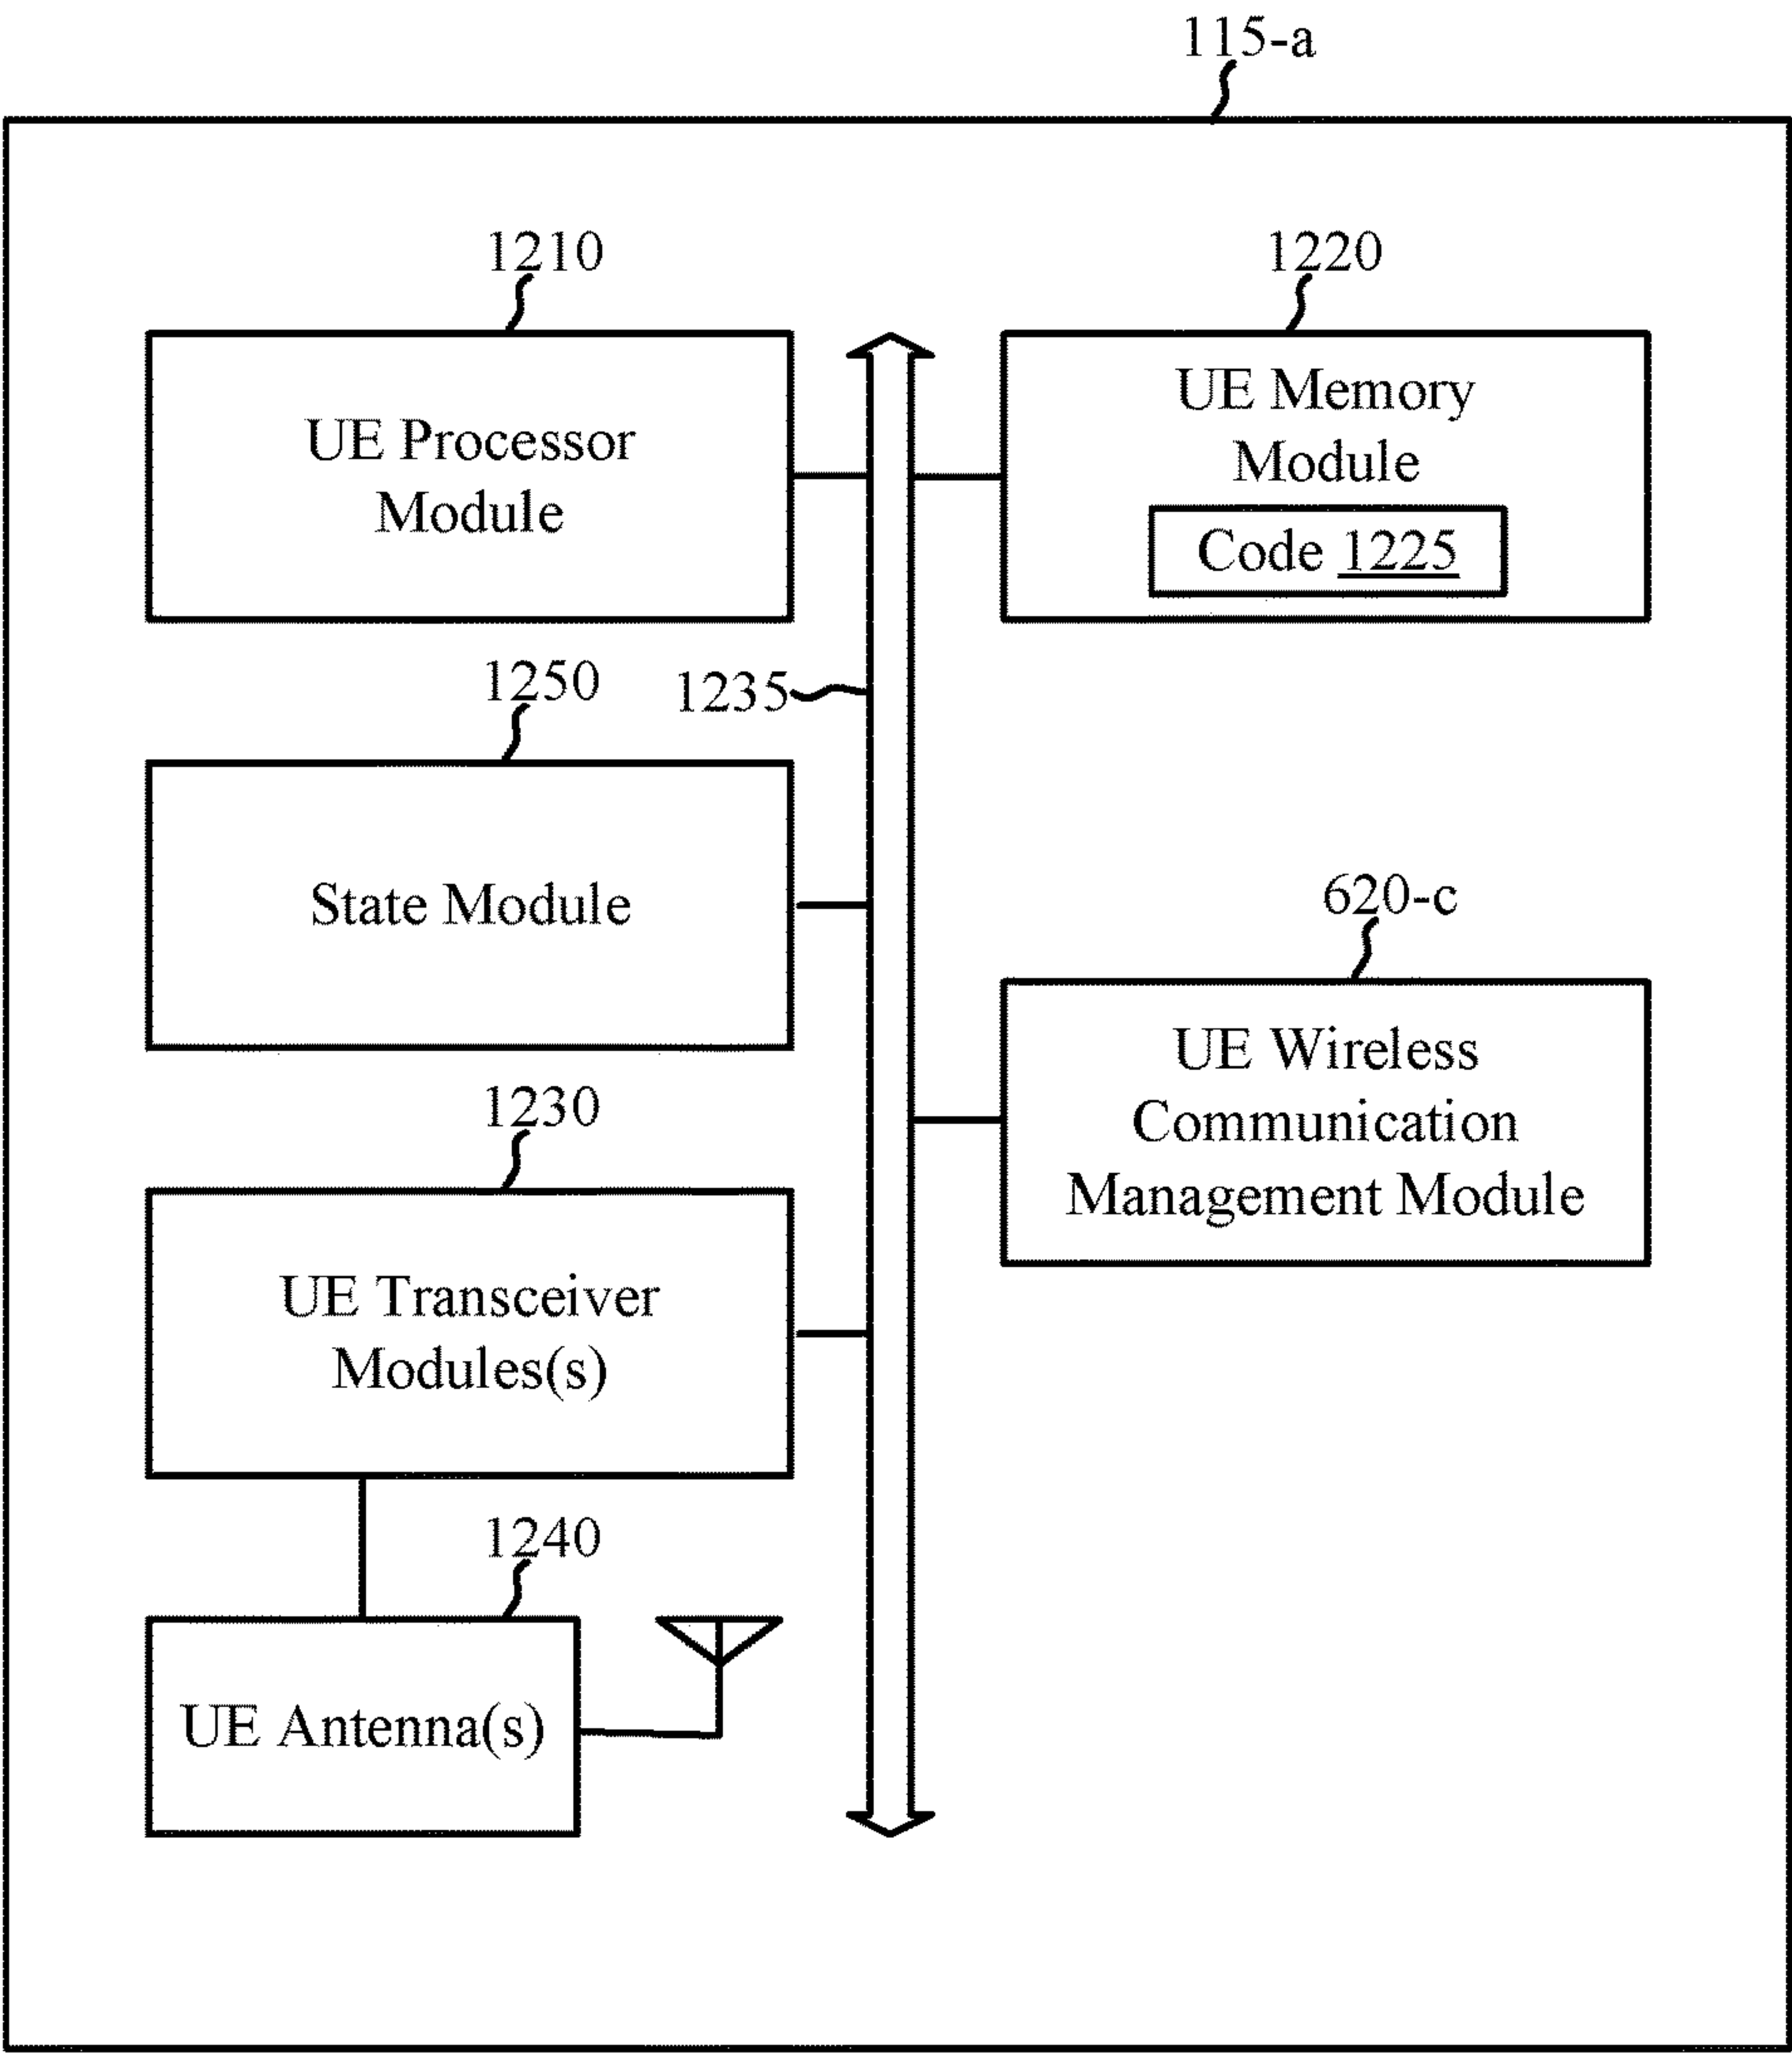 115-a
1210
1220
UE Processor
Module
UE Memory
Module
Code 1225
1250
1235
State Module
620-c
UE Wireless
Communication
Management Module
1230
UE Transceiver
Modules(s)
1240
UE Antenna(s)